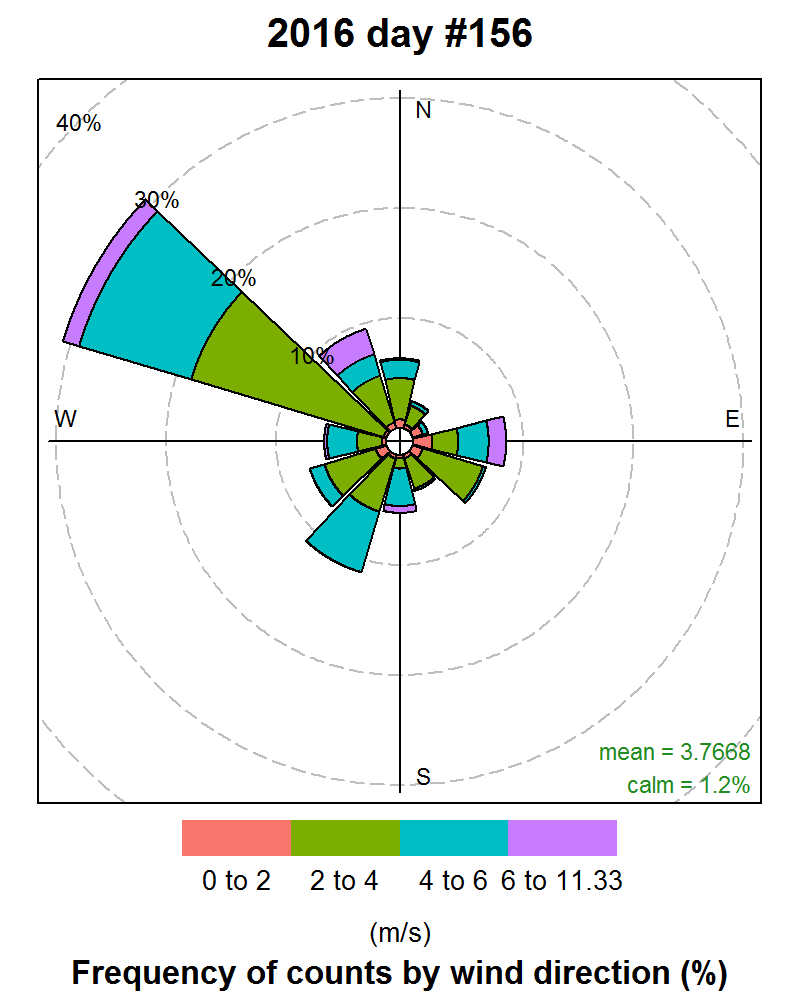 2016 day #156
N
40%
30%
20%
10%
W
E
S
mean = 3.7668
calm = 1.2%
0 to 2 2 to 4 4 to 6 6 to 11.33
(m/s)
Frequency of counts by wind direction (%)